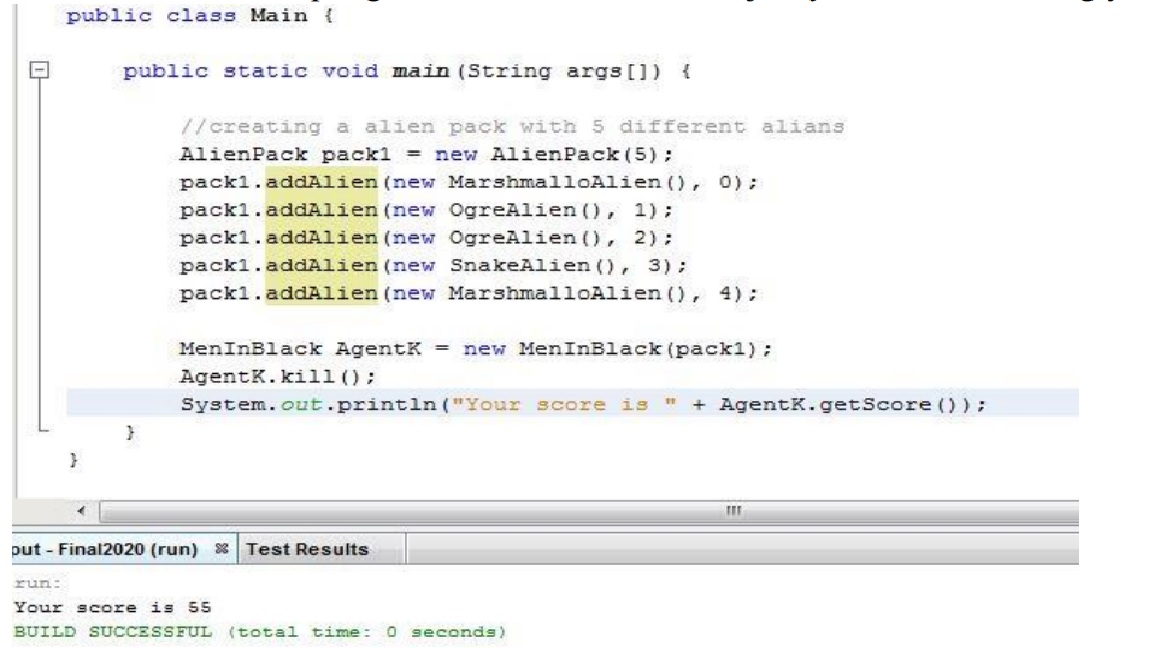 public class Main {
public static void main(String args[]) {
//creating a alien pack with 5 different alians
AlienPack pack1 = new AlienPack(5);
pack1.addAlien(new MarshmalloAlien(), 0);
pack1.addAlien(new OgreAlien(), 1);
pack1.addAlien(new OgreAlien(), 2);
pack1.addAlien(new SnakeAlien(), 3);
pack1.addAlien(new MarshmalloAlien(), 4);
MenInBlack AgentK = new MenInBlack(pack1);
AgentK.kill();
System.out.println("Your score is " + AgentK.getScore());
}
}
out - Final2020 (run) Test Results
run:
Your score is 55
BUILD SUCCESSFUL (total time: 0 seconds)